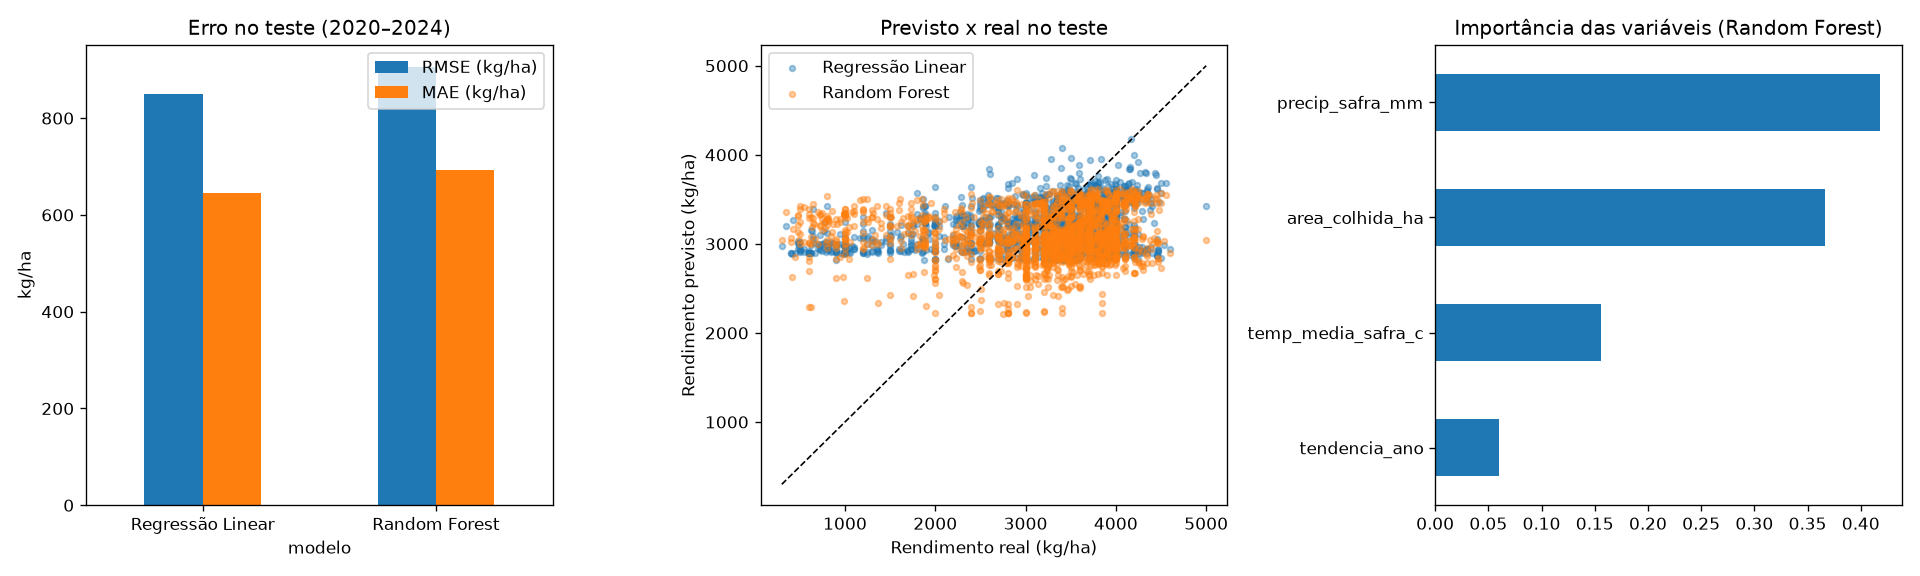 Erro no teste (2020–2024)
RMSE (kg/ha)
MAE (kg/ha)
kg/ha
800
600
400
200
0
Regressão Linear
Random Forest
modelo
Previsto x real no teste
Regressão Linear
Random Forest
Rendimento previsto (kg/ha)
5000
4000
3000
2000
1000
1000
2000
3000
4000
5000
Rendimento real (kg/ha)
Importância das variáveis (Random Forest)
precip_safra_mm
area_colhida_ha
temp_media_safra_c
tendencia_ano
0.00
0.05
0.10
0.15
0.20
0.25
0.30
0.35
0.40